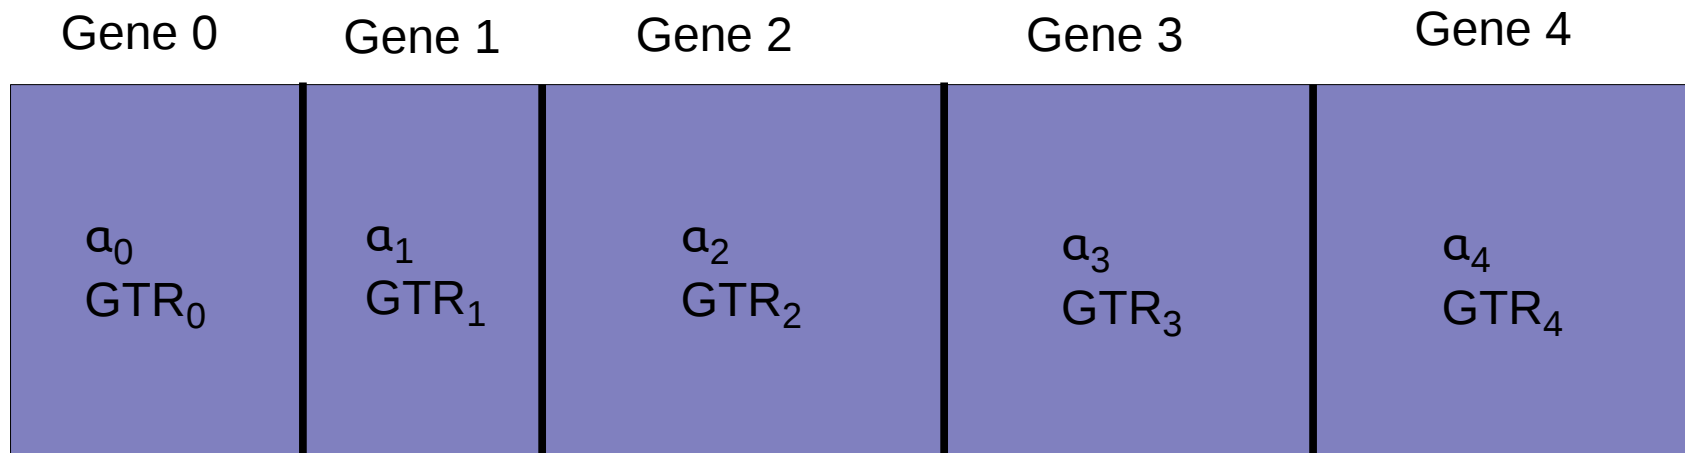 Gene 0
Gene 1
Gene 2
Gene 3
Gene 4
α₀
GTR₀
α₁
GTR₁
α₂
GTR₂
α₃
GTR₃
α₄
GTR₄